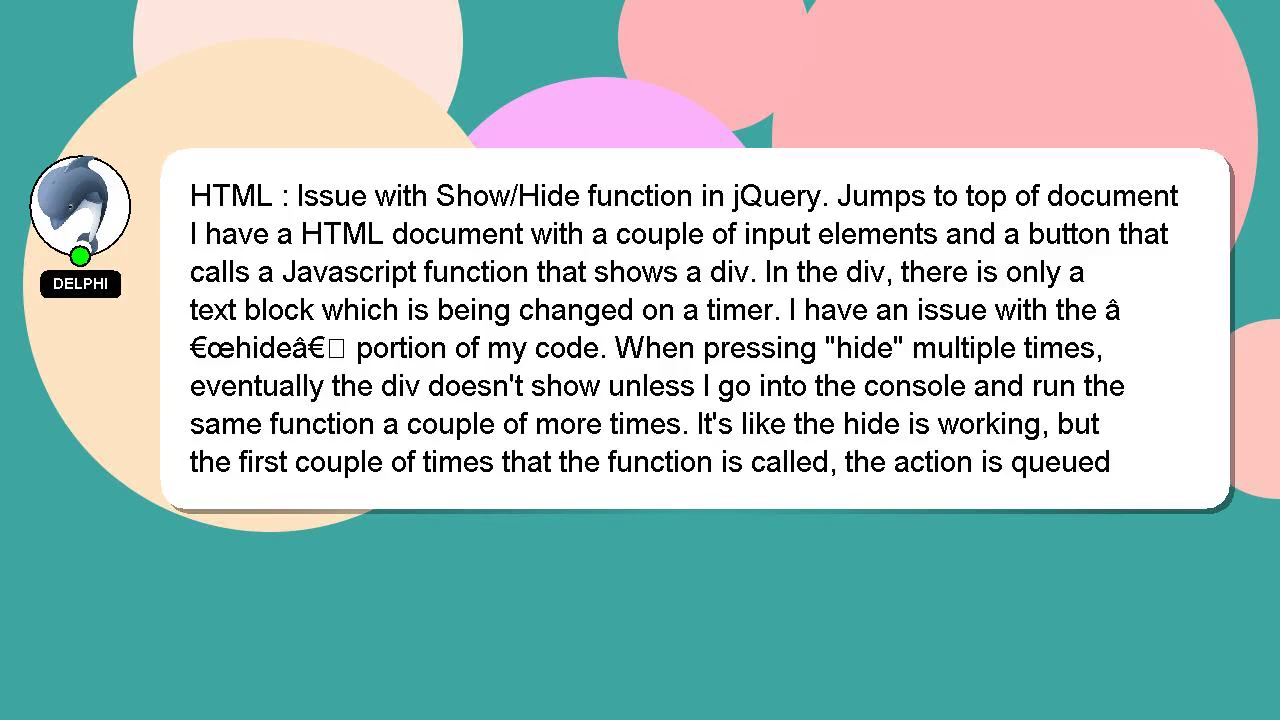 HTML : Issue with Show/Hide function in jQuery. Jumps to top of document
I have a HTML document with a couple of input elements and a button that
calls a Javascript function that shows a div. In the div, there is only a
text block which is being changed on a timer. I have an issue with the â
€œhideâ€□ portion of my code. When pressing "hide" multiple times,
eventually the div doesn't show unless I go into the console and run the
same function a couple of more times. It's like the hide is working, but
the first couple of times that the function is called, the action is queued
DELPHI